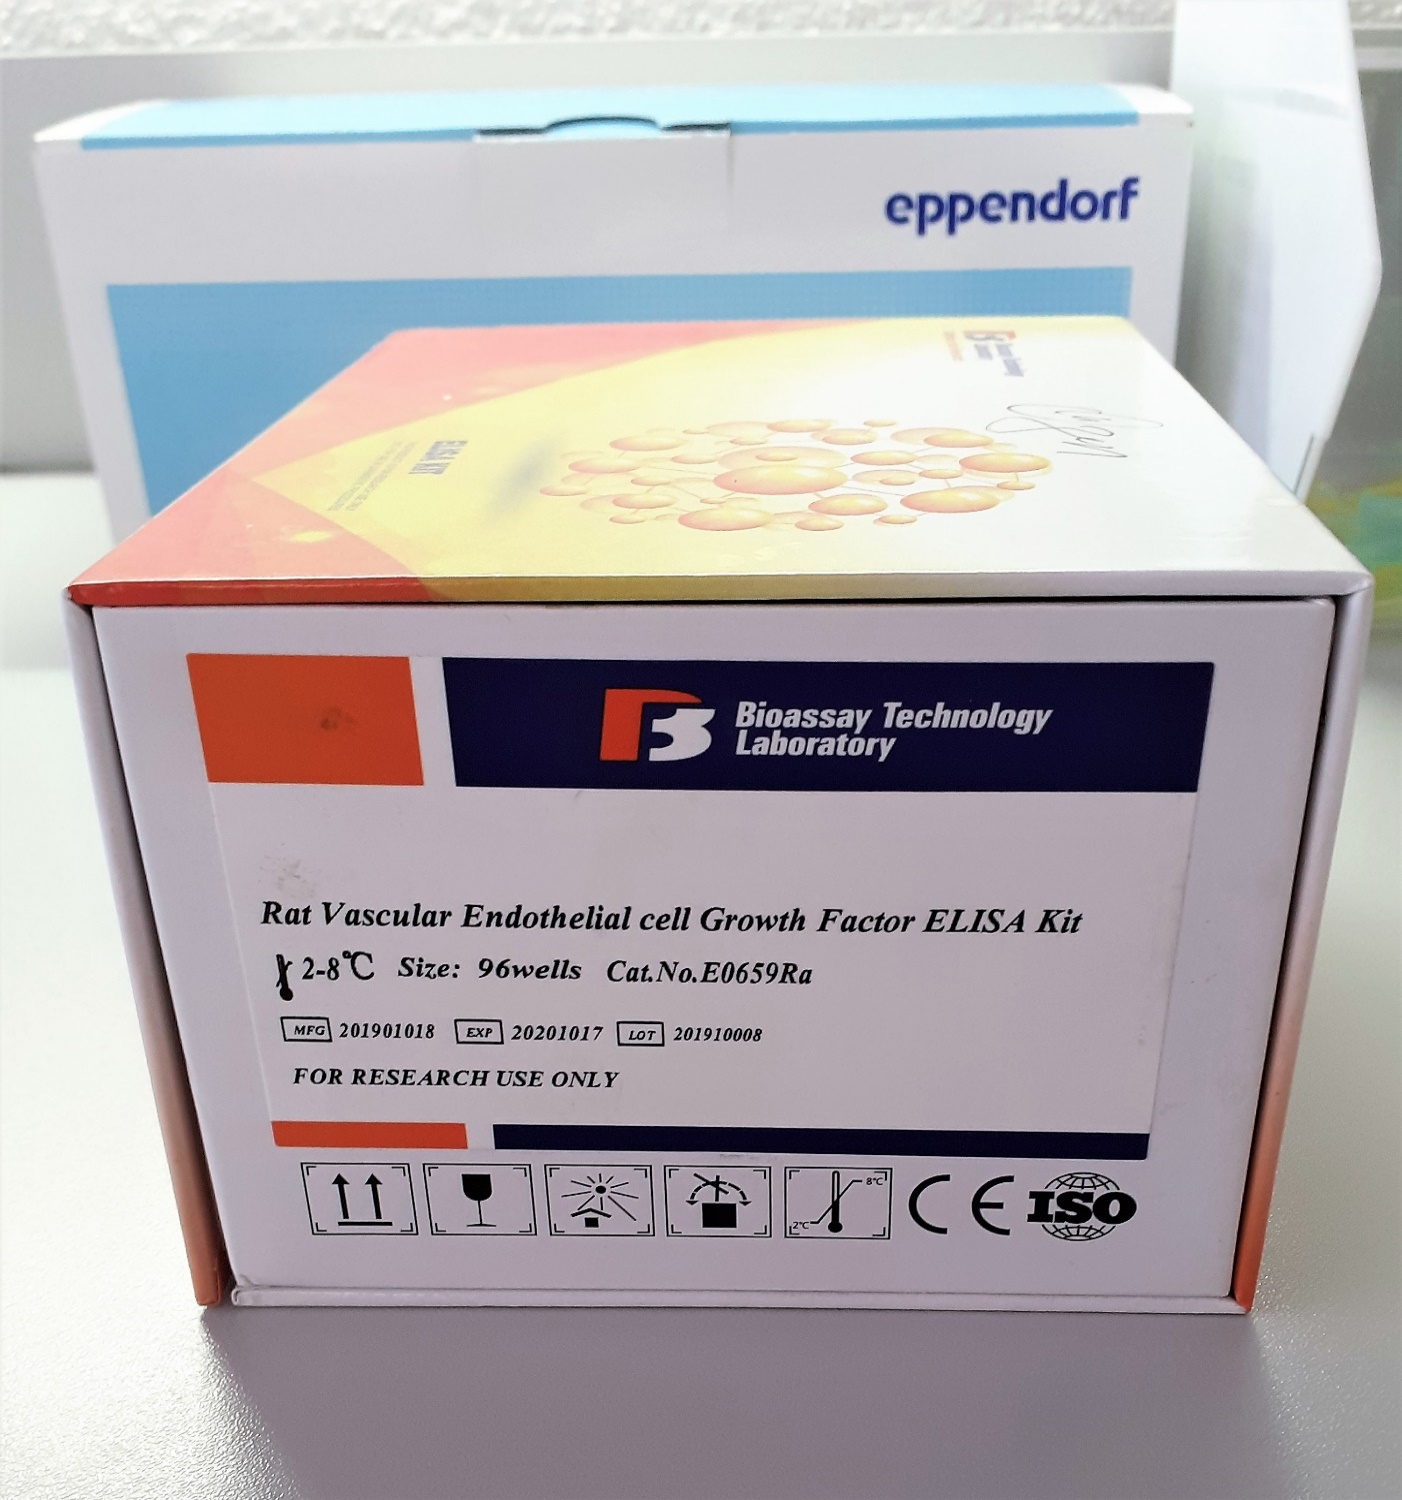 eppendorf
ELISA KIT
Bioassay Technology
Laboratory
Rat Vascular Endothelial cell Growth Factor ELISA Kit
2-8℃ Size: 96wells Cat.No.E0659Ra
MFG 201901018 EXP 20201017 LOT 201910008
FOR RESEARCH USE ONLY
8°C
2°C
CE ISO